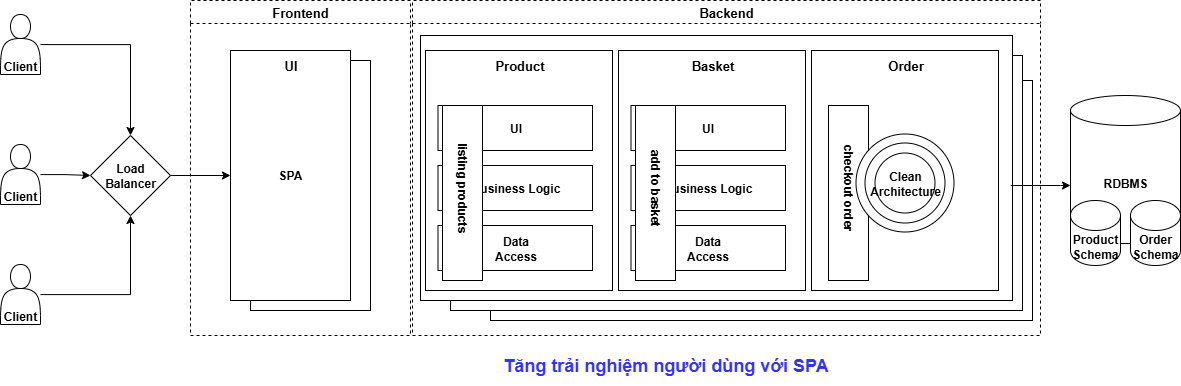 Frontend
Backend
Client
Client
Client
Load
Balancer
UI
SPA
Product
UI
usiness Logic
Data
Access
listing products
Basket
UI
usiness Logic
Data
Access
add to basket
Order
checkout order
Clean
Architecture
RDBMS
Product
Schema
Order
Schema
Tăng trải nghiệm người dùng với SPA